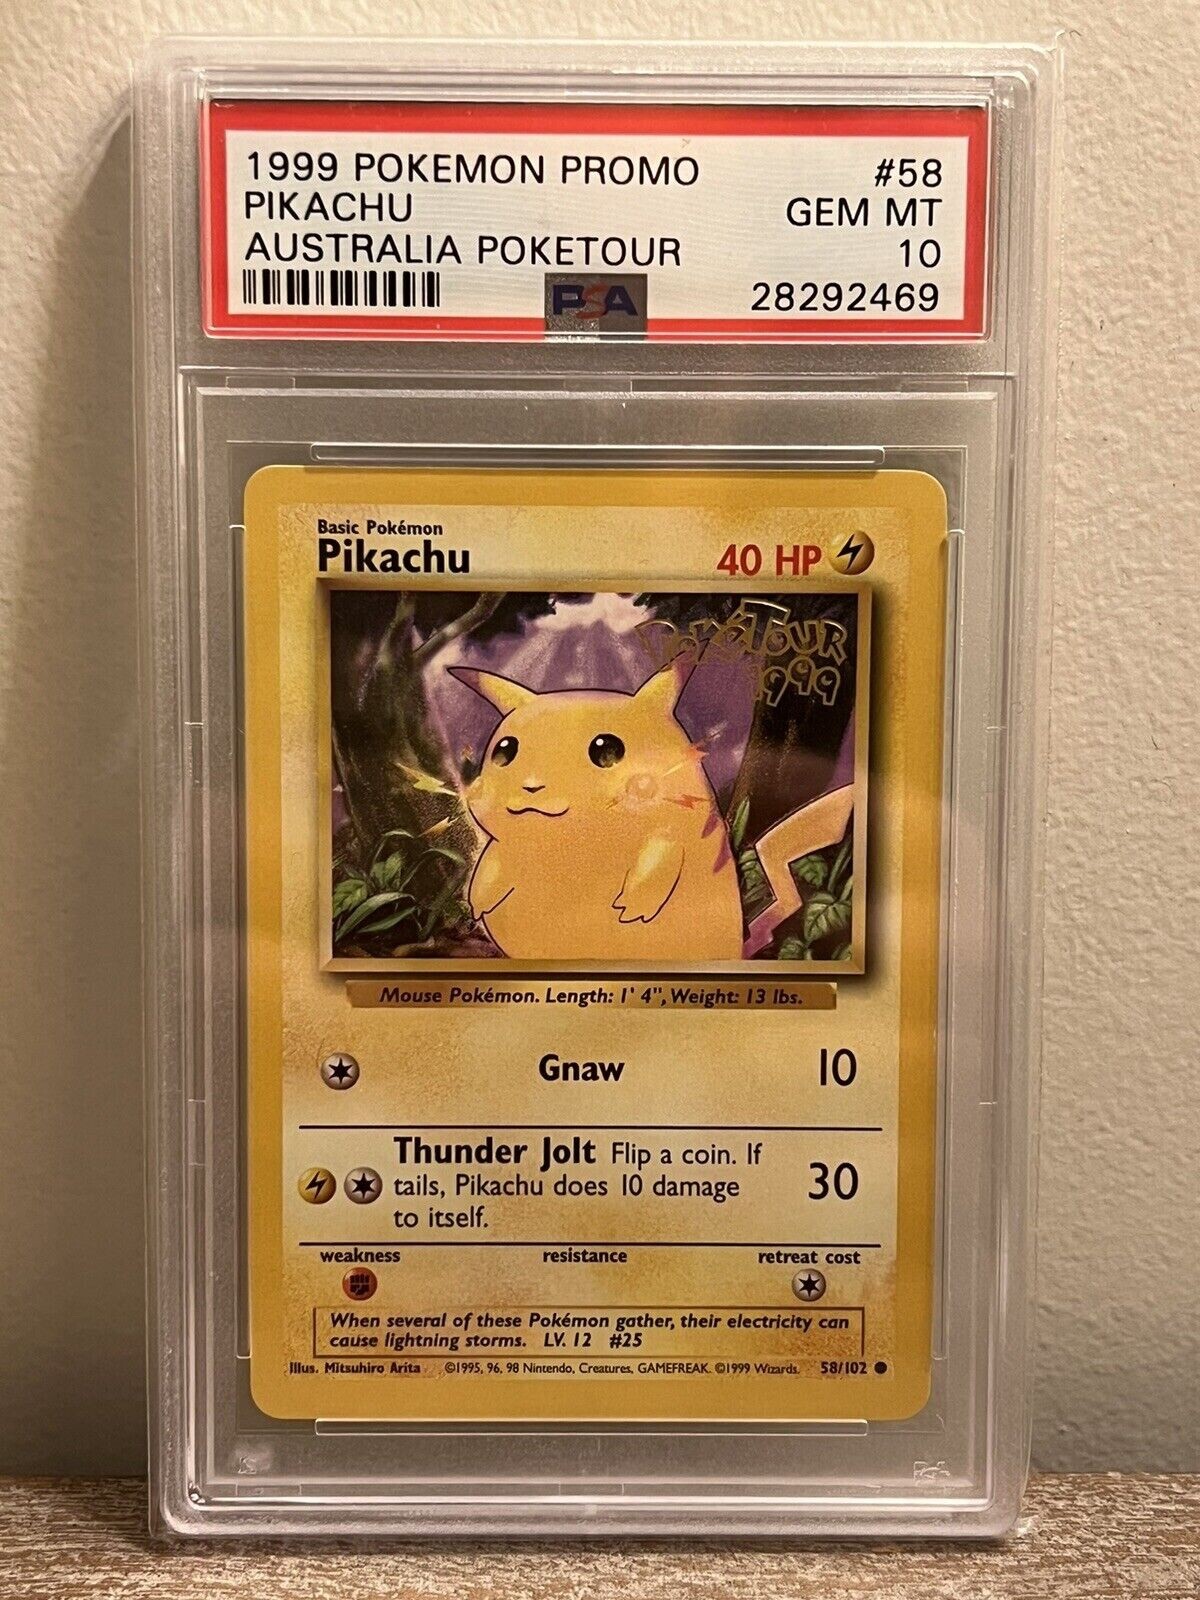 1999 POKEMON PROMO #58
PIKACHU GEM MT
AUSTRALIA POKETOUR 10
PSA 28292469
Basic Pokémon
Pikachu 40 HP
POKéTOUR
1999
Mouse Pokémon. Length: 1' 4", Weight: 13 lbs.
Gnaw 10
Thunder Jolt Flip a coin. If
tails, Pikachu does 10 damage 30
to itself.
weakness resistance retreat cost
When several of these Pokémon gather, their electricity can
cause lightning storms. LV. 12 #25
Illus. Mitsuhiro Arita ©1995, 96, 98 Nintendo, Creatures, GAMEFREAK. ©1999 Wizards. 58/102 ●